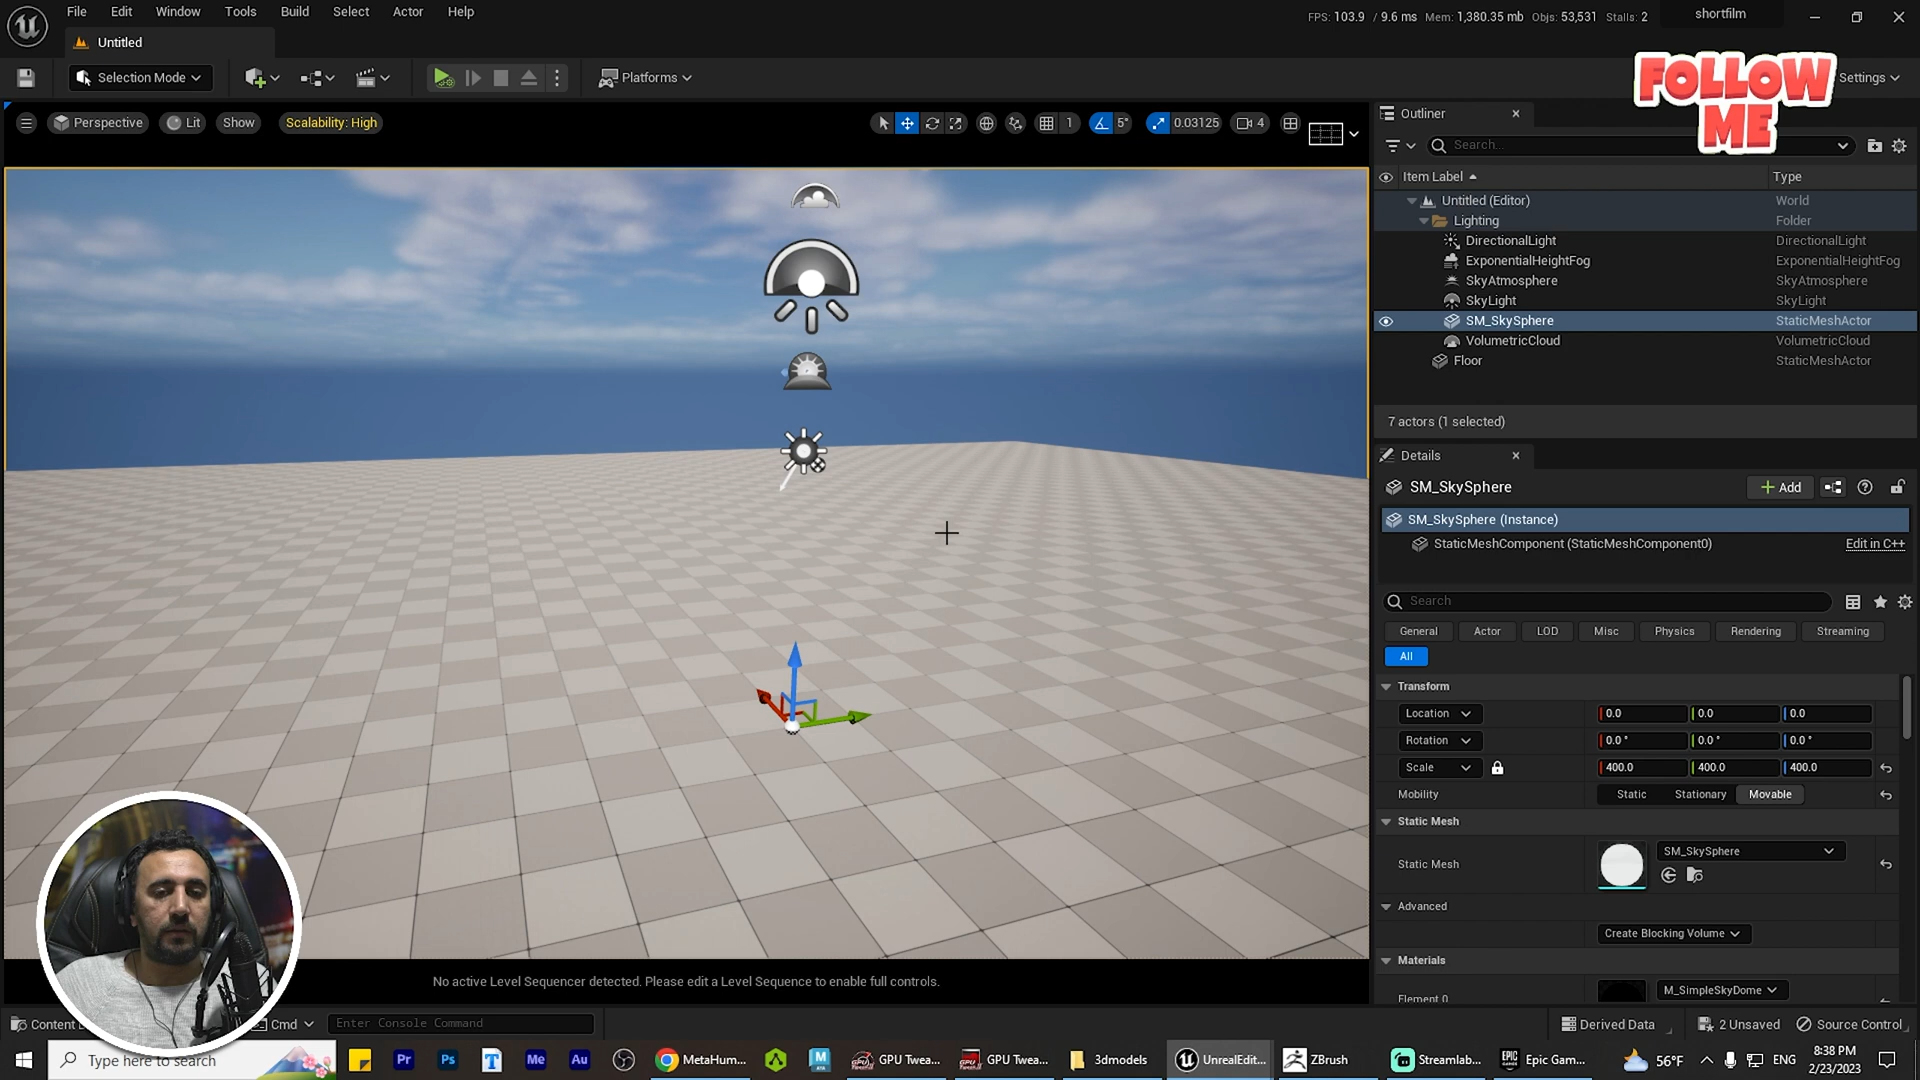 File Edit Window Tools Build Select Actor Help
FPS: 103.9 / 9.6 ms Mem: 1,380.35 mb Objs: 53,531 Stalls: 2
shortfilm
Untitled
Selection Mode
Platforms
Settings
FOLLOW
ME
Perspective Lit Show Scalability: High
1 5° 0.03125 4
Outliner
Search...
Item Label Type
Untitled (Editor) World
Lighting Folder
DirectionalLight DirectionalLight
ExponentialHeightFog ExponentialHeightFog
SkyAtmosphere SkyAtmosphere
SkyLight SkyLight
SM_SkySphere StaticMeshActor
VolumetricCloud VolumetricCloud
Floor StaticMeshActor
7 actors (1 selected)
Details
SM_SkySphere
Add
SM_SkySphere (Instance)
StaticMeshComponent (StaticMeshComponent0) Edit in C++
Search
General Actor LOD Misc Physics Rendering Streaming
All
Transform
Location 0.0 0.0 0.0
Rotation 0.0 ° 0.0 ° 0.0 °
Scale 400.0 400.0 400.0
Mobility Static Stationary Movable
Static Mesh
Static Mesh SM_SkySphere
Advanced
Create Blocking Volume
Materials
Element 0 M_SimpleSkyDome
No active Level Sequencer detected. Please edit a Level Sequence to enable full controls.
Content Cmd Enter Console Command
Derived Data 2 Unsaved Source Control
Type here to search
Pr Ps T Me Au MetaHum... M GPU Twea... GPU Twea... 3dmodels UnrealEdit... ZBrush Streamlab... Epic Gam... 56°F ENG
8:38 PM
2/23/2023